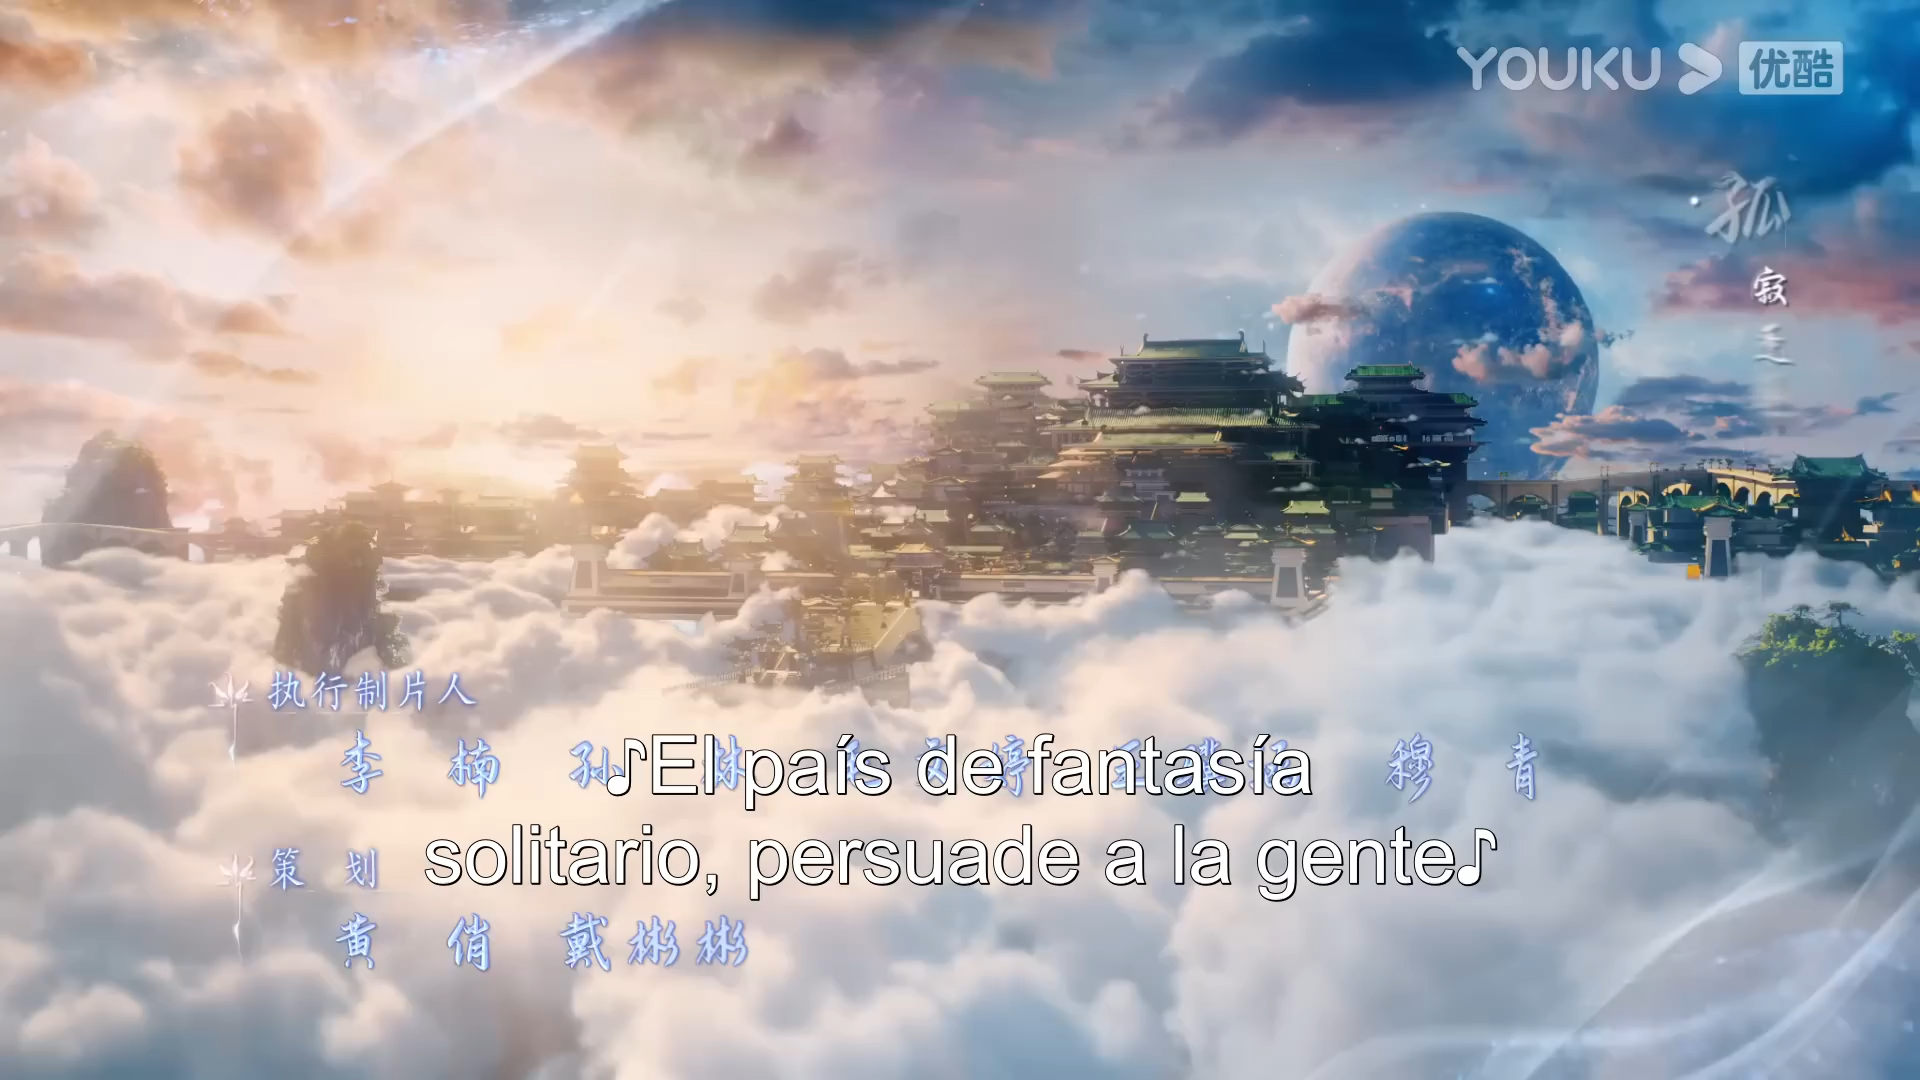 YOUKU 优酷
孤
寂
执行制片人
李 楠 孙 穆 青
♪El país de fantasía
solitario, persuade a la gente♪
策 划
黄 俏 戴彬彬